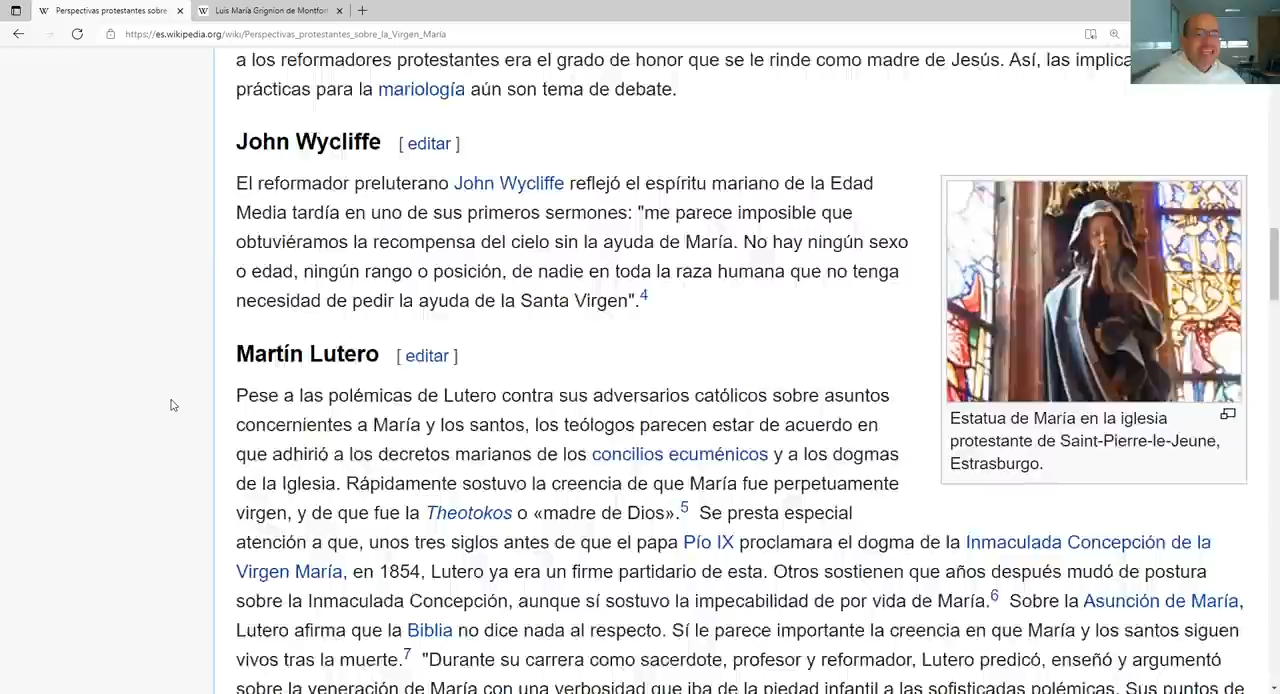 Perspectivas protestantes sobre
Luis María Grignion de Montfor
https://es.wikipedia.org/wiki/Perspectivas_protestantes_sobre_la_Virgen_María
a los reformadores protestantes era el grado de honor que se le rinde como madre de Jesús. Así, las implica
prácticas para la mariología aún son tema de debate.
John Wycliffe [ editar ]
El reformador preluterano John Wycliffe reflejó el espíritu mariano de la Edad
Media tardía en uno de sus primeros sermones: "me parece imposible que
obtuviéramos la recompensa del cielo sin la ayuda de María. No hay ningún sexo
o edad, ningún rango o posición, de nadie en toda la raza humana que no tenga
necesidad de pedir la ayuda de la Santa Virgen".4
Estatua de María en la iglesia
protestante de Saint-Pierre-le-Jeune,
Estrasburgo.
Martín Lutero [ editar ]
Pese a las polémicas de Lutero contra sus adversarios católicos sobre asuntos
concernientes a María y los santos, los teólogos parecen estar de acuerdo en
que adhirió a los decretos marianos de los concilios ecuménicos y a los dogmas
de la Iglesia. Rápidamente sostuvo la creencia de que María fue perpetuamente
virgen, y de que fue la Theotokos o «madre de Dios».5 Se presta especial
atención a que, unos tres siglos antes de que el papa Pío IX proclamara el dogma de la Inmaculada Concepción de la
Virgen María, en 1854, Lutero ya era un firme partidario de esta. Otros sostienen que años después mudó de postura
sobre la Inmaculada Concepción, aunque sí sostuvo la impecabilidad de por vida de María.6 Sobre la Asunción de María,
Lutero afirma que la Biblia no dice nada al respecto. Sí le parece importante la creencia en que María y los santos siguen
vivos tras la muerte.7 "Durante su carrera como sacerdote, profesor y reformador, Lutero predicó, enseñó y argumentó
sobre la veneración de María con una verbosidad que iba de la piedad infantil a las sofisticadas polémicas. Sus puntos de